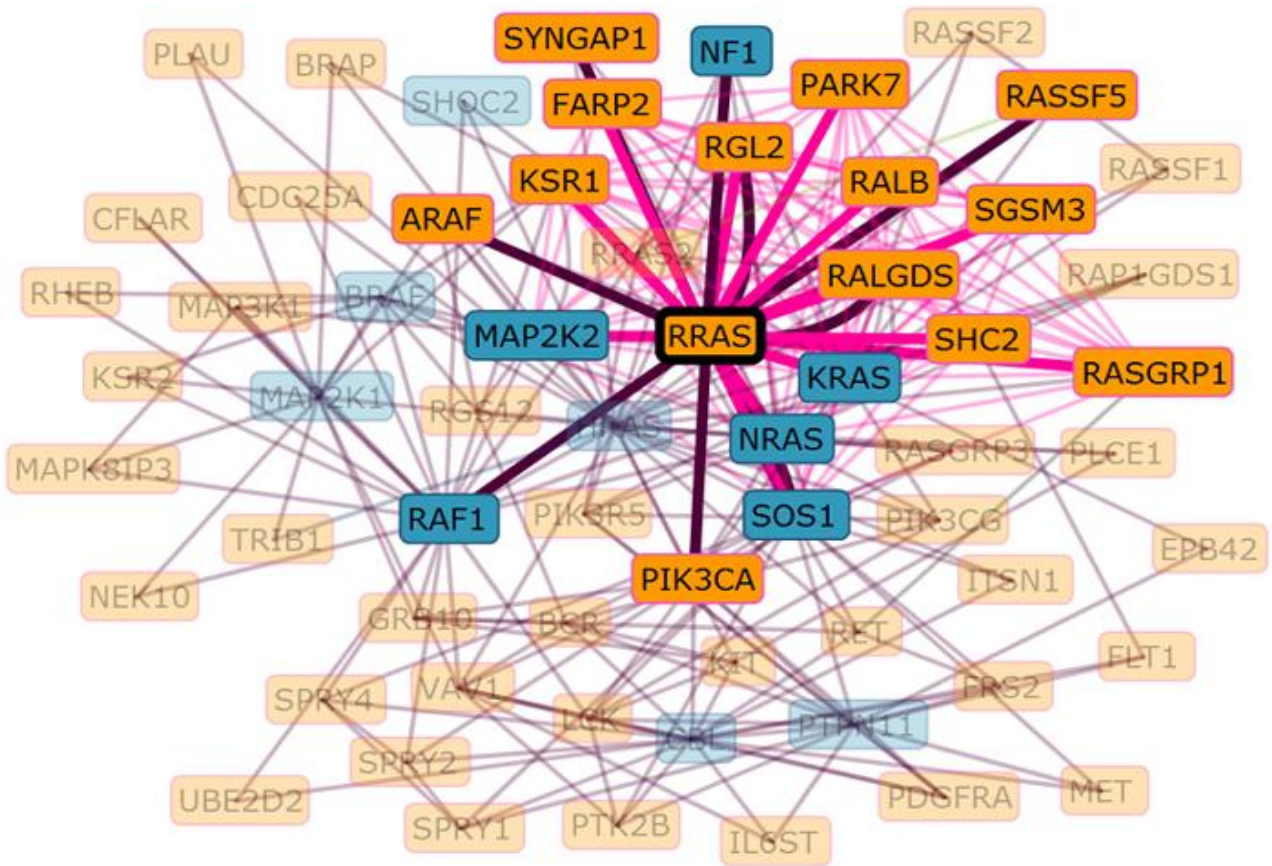 SYNGAP1
NF1
RASSF2
PLAU
BRAP
SHOC2
FARP2
PARK7
RASSF5
RGL2
KSR1
RALB
RASSF1
CDG25A
CFLAR
ARAF
SGSM3
RRAS2
RHEB
MAP3K1
BRAF
RALGDS
RAP1GDS1
MAP2K2
RRAS
SHC2
KSR2
MAP2K1
RGS12
KRAS
RASGRP1
HRAS
NRAS
RASGRP3
PLCE1
MAPK8IP3
RAF1
PIK3R5
SOS1
PIK3CG
TRIB1
EPB42
NEK10
PIK3CA
ITSN1
GRB10
BCR
RET
KIT
FLT1
SPRY4
VAV1
LCK
FRS2
CBL
PTPN11
SPRY2
UBE2D2
PDGFRA
MET
SPRY1
PTK2B
IL6ST